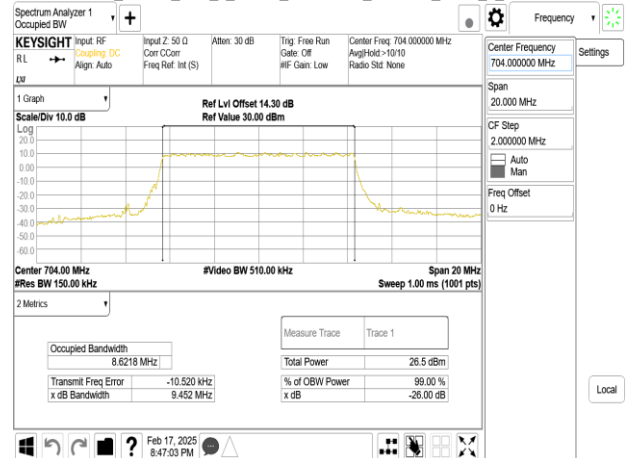 Spectrum Analyzer 1
Occupied BW
Frequency
KEYSIGHT
RL
LXI
Input: RF
Coupling: DC
Align: Auto
Input Z: 50 Ω
Corr CCorr
Freq Ref: Int (S)
Atten: 30 dB
Trig: Free Run
Gate: Off
#IF Gain: Low
Center Freq: 704.000000 MHz
Avg|Hold:>10/10
Radio Std: None
Center Frequency
704.000000 MHz
Settings
Span
20.000 MHz
CF Step
2.000000 MHz
Auto
Man
Freq Offset
0 Hz
Local
1 Graph
Scale/Div 10.0 dB
Ref Lvl Offset 14.30 dB
Ref Value 30.00 dBm
Log
20.0
10.0
0.00
-10.0
-20.0
-30.0
-40.0
-50.0
-60.0
Center 704.00 MHz
#Video BW 510.00 kHz
Span 20 MHz
#Res BW 150.00 kHz
Sweep 1.00 ms (1001 pts)
2 Metrics
Measure Trace
Trace 1
Occupied Bandwidth
8.6218 MHz
Total Power
26.5 dBm
Transmit Freq Error
-10.520 kHz
% of OBW Power
99.00 %
x dB Bandwidth
9.452 MHz
x dB
-26.00 dB
?
Feb 17, 2025
8:47:03 PM